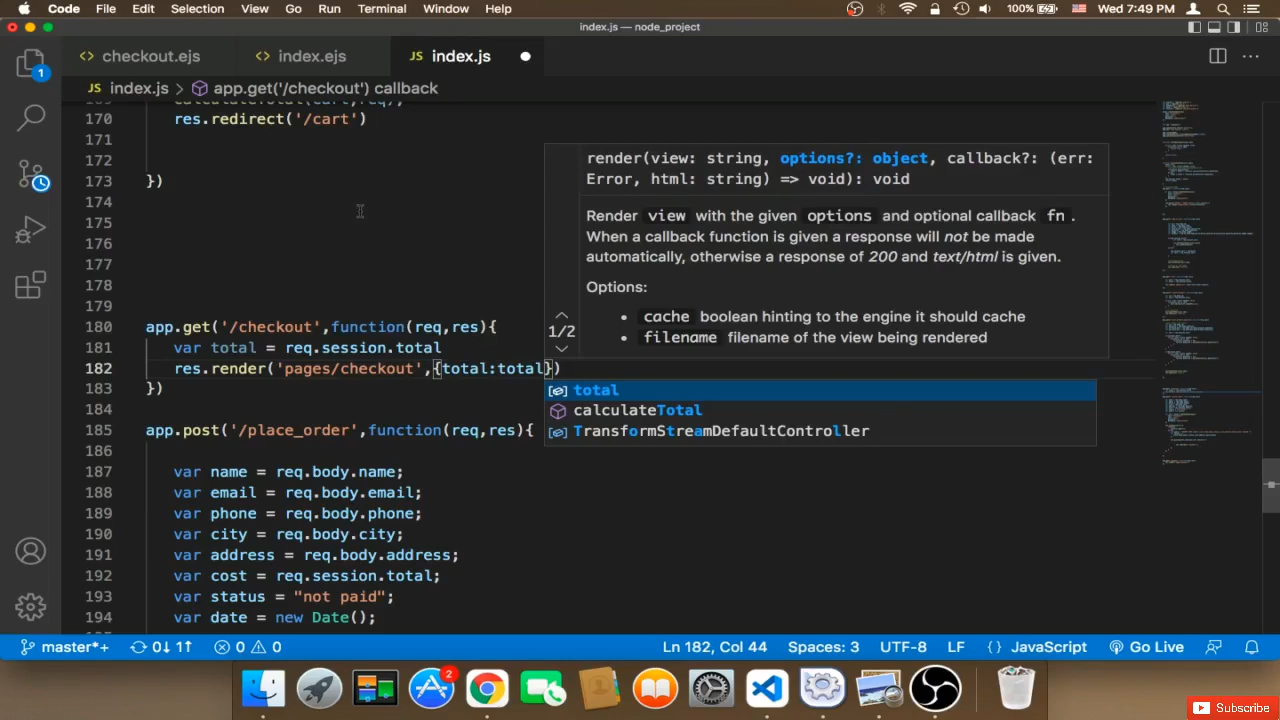 Code File Edit Selection View Go Run Terminal Window Help 100% Wed 7:49 PM
index.js — node_project
checkout.ejs index.ejs JS index.js
JS index.js > app.get('/checkout') callback
170 res.redirect('/cart')
171
172
173 })
174
175
176
177
178
179
180 app.get('/checkout',function(req,res){
181 var total = req.session.total
182 res.render('pages/checkout',{total:total})
183 })
184
185 app.post('/place_order',function(req,res){
186
187 var name = req.body.name;
188 var email = req.body.email;
189 var phone = req.body.phone;
190 var city = req.body.city;
191 var address = req.body.address;
192 var cost = req.session.total;
193 var status = "not paid";
194 var date = new Date();
render(view: string, options?: object, callback?: (err:
Error, html: string) => void): void
Render view with the given options and optional callback fn .
When a callback function is given a response will not be made
automatically, otherwise a response of 200 and text/html is given.
Options:
• cache boolean hinting to the engine it should cache
1/2
• filename filename of the view being rendered
total
calculateTotal
TransformStreamDefaultController
1
master*+ 0↓ 1↑ 0 0 Ln 182, Col 44 Spaces: 3 UTF-8 LF {} JavaScript Go Live
2
Subscribe